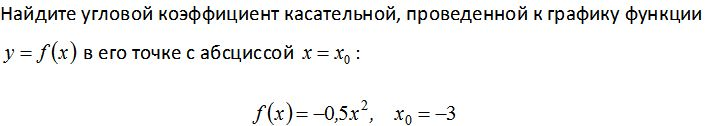 Найдите угловой коэффициент касательной, проведенной к графику функции
y = f(x) в его точке с абсциссой x = x₀ :
f(x) = −0,5x², x₀ = −3